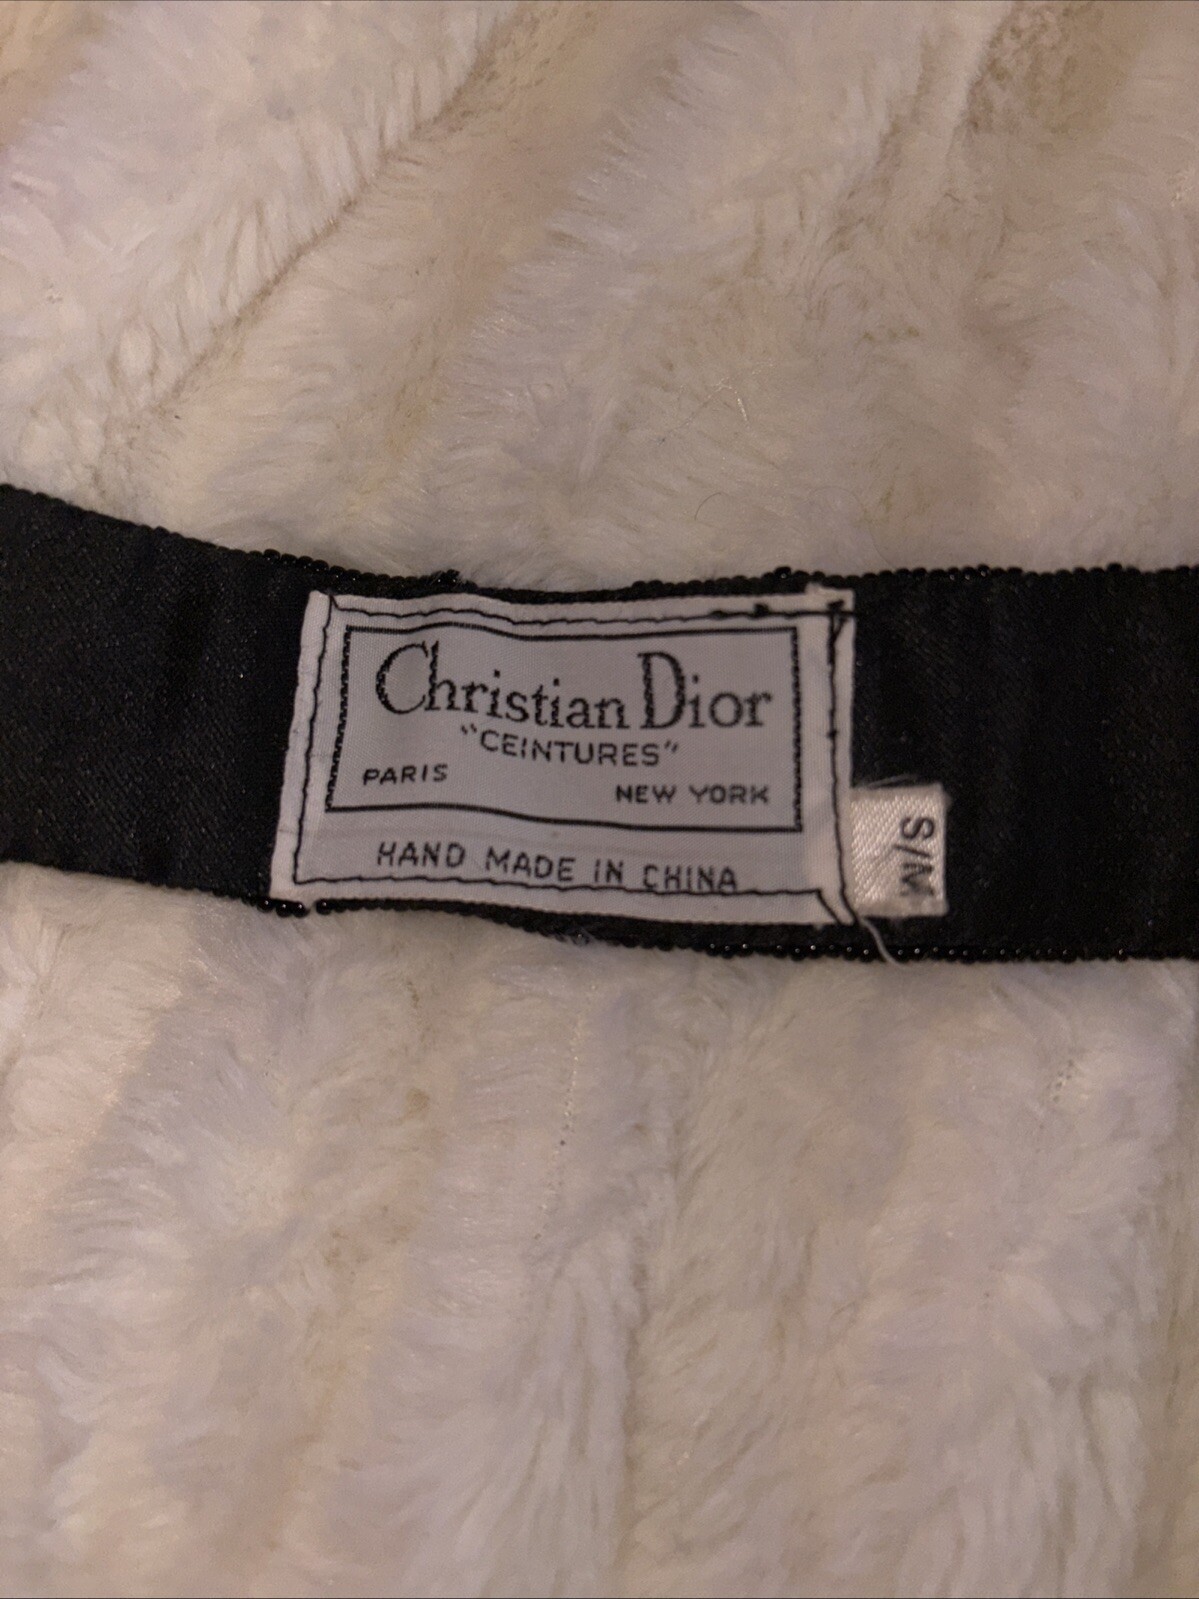 Christian Dior
"CEINTURES"
PARIS NEW YORK
HAND MADE IN CHINA
S/M